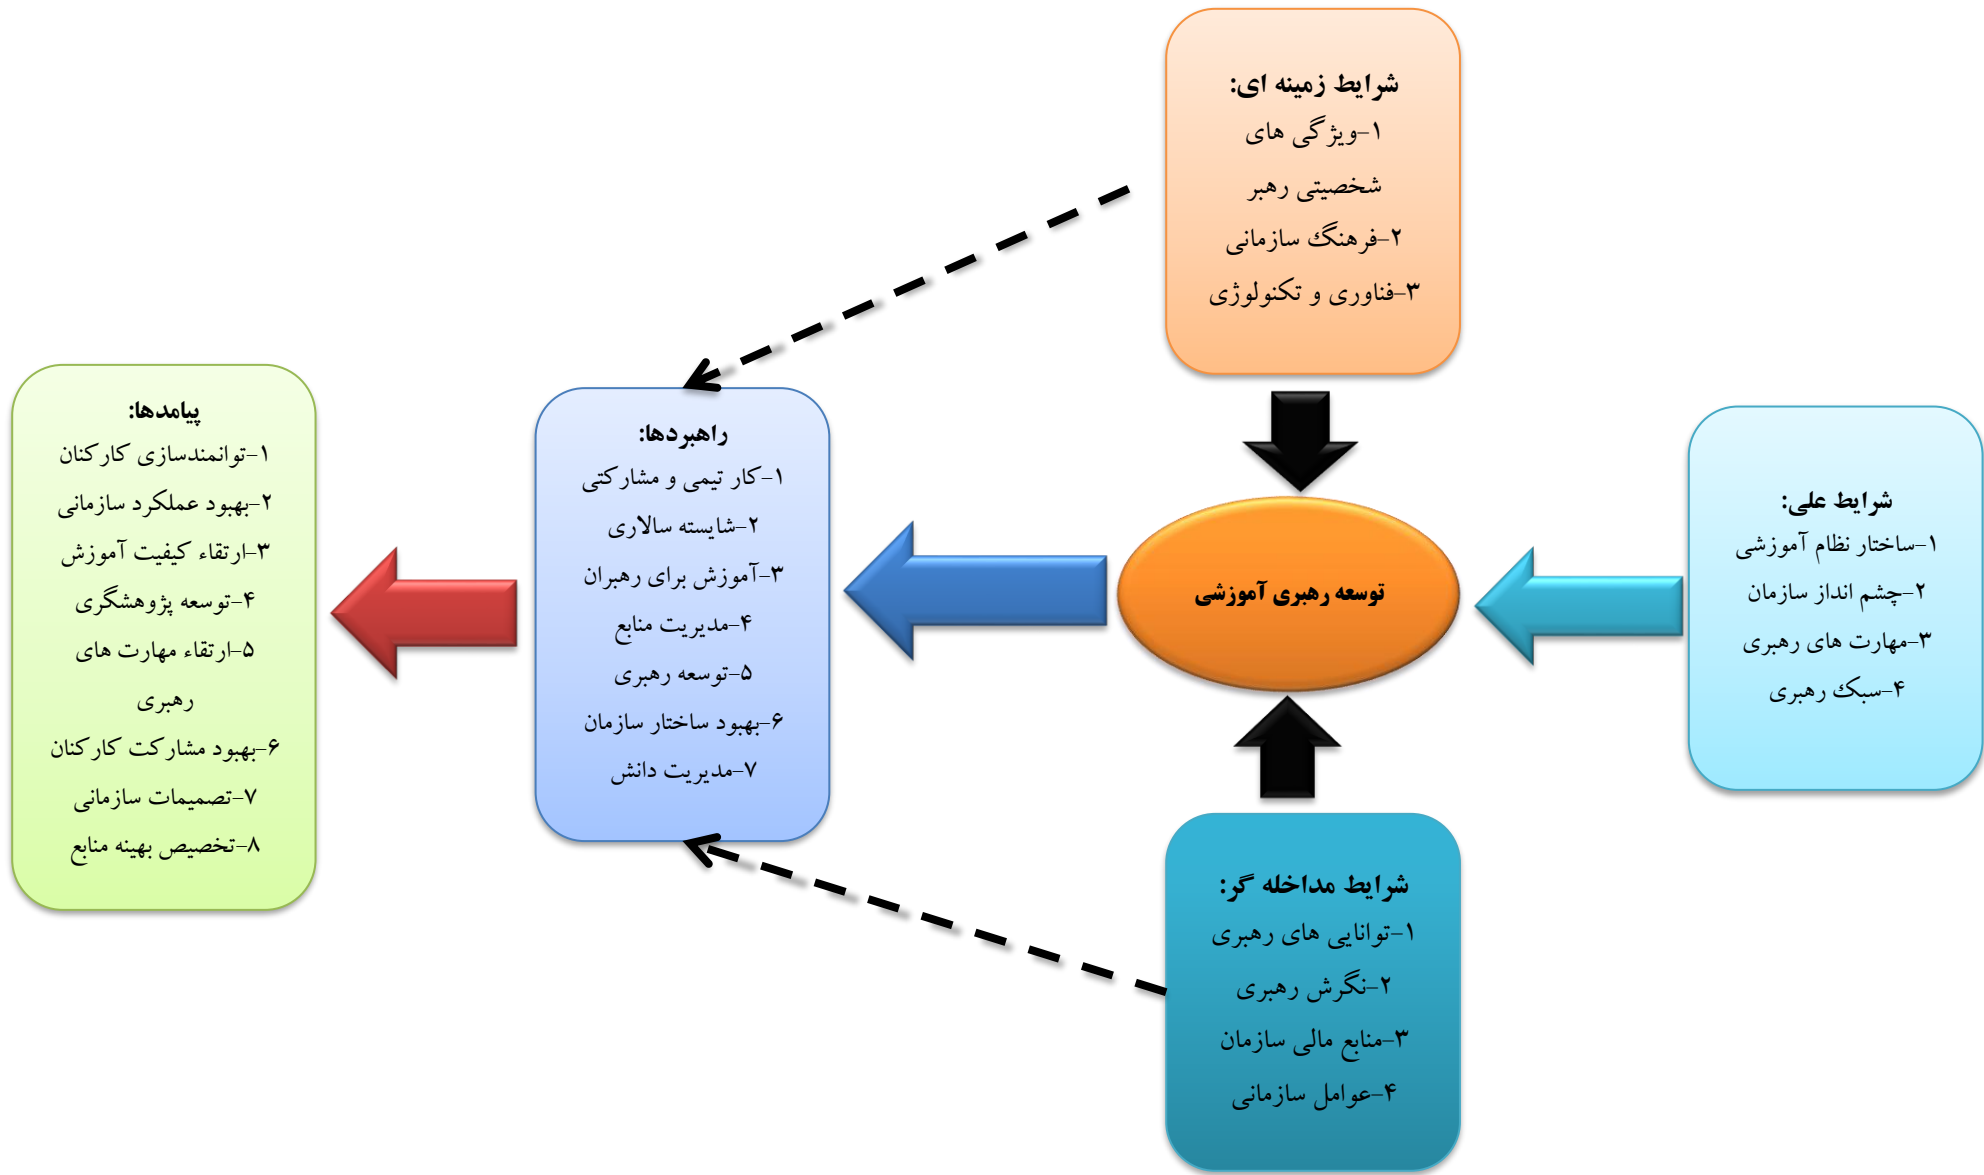 شرایط زمینه ای:
۱-ویژگی های
شخصیتی رهبر
۲-فرهنگ سازمانی
۳-فناوری و تکنولوژی
شرایط علی:
۱-ساختار نظام آموزشی
۲-چشم انداز سازمان
۳-مهارت های رهبری
۴-سبک رهبری
توسعه رهبری آموزشی
شرایط مداخله گر:
۱-توانایی های رهبری
۲-نگرش رهبری
۳-منابع مالی سازمان
۴-عوامل سازمانی
راهبردها:
۱-کار تیمی و مشارکتی
۲-شایسته سالاری
۳-آموزش برای رهبران
۴-مدیریت منابع
۵-توسعه رهبری
۶-بهبود ساختار سازمان
۷-مدیریت دانش
پیامدها:
۱-توانمندسازی کارکنان
۲-بهبود عملکرد سازمانی
۳-ارتقاء کیفیت آموزش
۴-توسعه پژوهشگری
۵-ارتقاء مهارت های
رهبری
۶-بهبود مشارکت کارکنان
۷-تصمیمات سازمانی
۸-تخصیص بهینه منابع